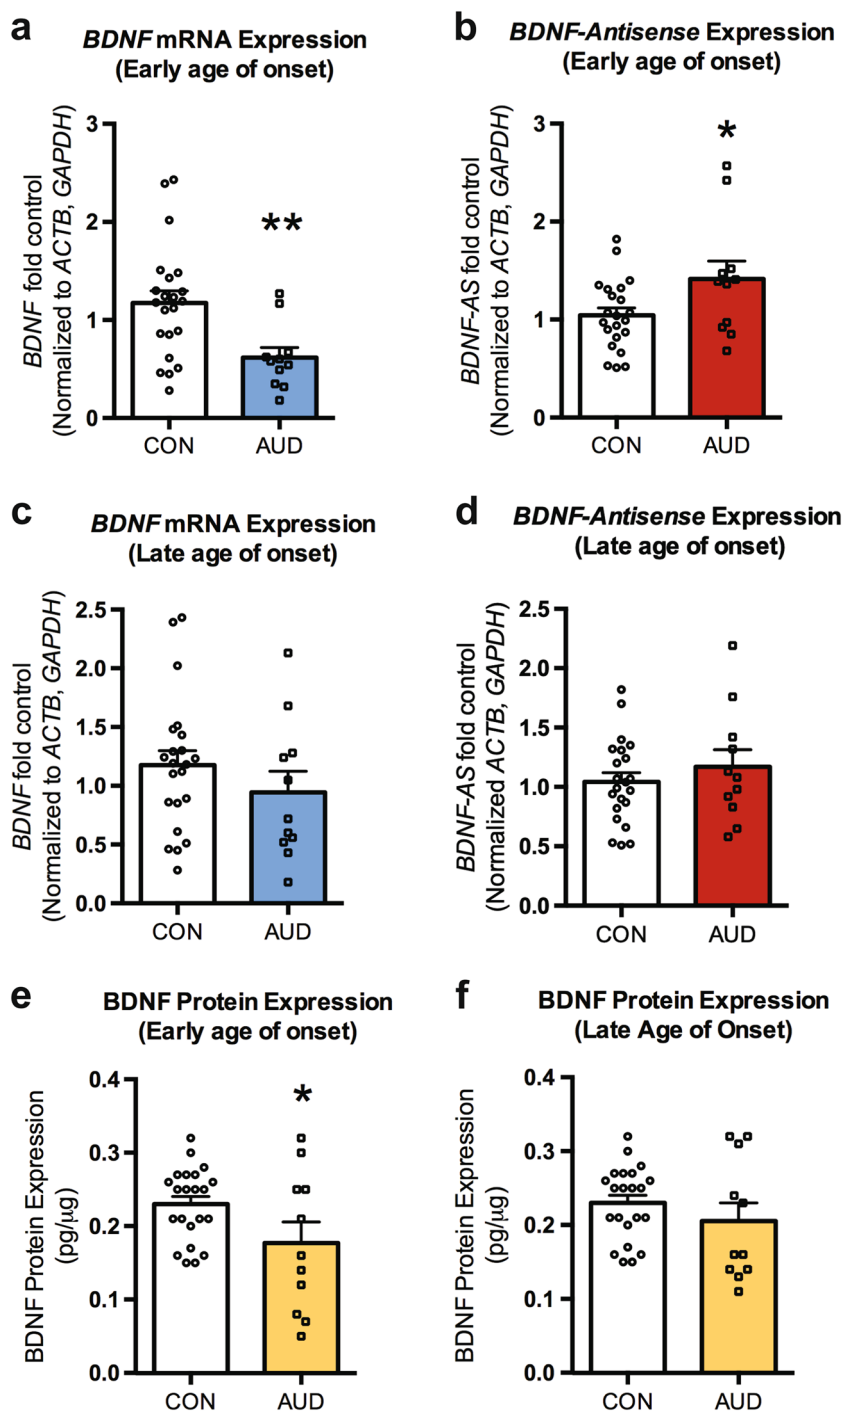 a
BDNF mRNA Expression
(Early age of onset)
BDNF fold control
(Normalized to ACTB, GAPDH)
3
2
1
0
**
CON
AUD
b
BDNF-Antisense Expression
(Early age of onset)
BDNF-AS fold control
(Normalized to ACTB, GAPDH)
3
2
1
0
*
CON
AUD
c
BDNF mRNA Expression
(Late age of onset)
BDNF fold control
(Normalized to ACTB, GAPDH)
2.5
2.0
1.5
1.0
0.5
0.0
CON
AUD
d
BDNF-Antisense Expression
(Late age of onset)
BDNF-AS fold control
(Normalized ACTB, GAPDH)
2.5
2.0
1.5
1.0
0.5
0.0
CON
AUD
e
BDNF Protein Expression
(Early age of onset)
BDNF Protein Expression
(pg/µg)
0.4
0.3
0.2
0.1
0.0
*
CON
AUD
f
BDNF Protein Expression
(Late Age of Onset)
BDNF Protein Expression
(pg/µg)
0.4
0.3
0.2
0.1
0.0
CON
AUD